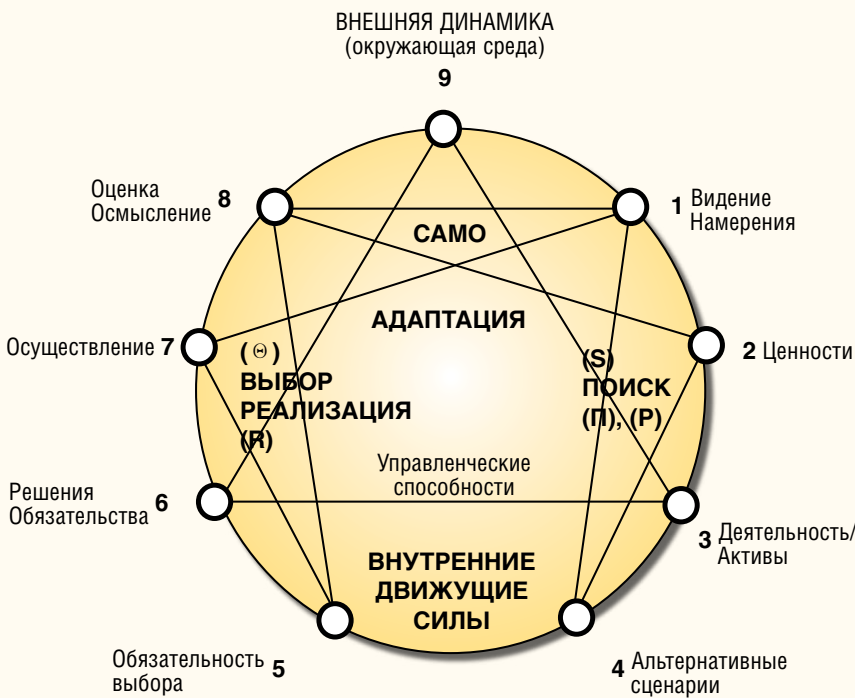 ВНЕШНЯЯ ДИНАМИКА
(окружающая среда)
9
Оценка
Осмысление 8
1 Видение
Намерения
САМО
АДАПТАЦИЯ
Осуществление 7
2 Ценности
(Θ)
ВЫБОР
РЕАЛИЗАЦИЯ
(R)
(S)
ПОИСК
(П), (Р)
Управленческие
способности
Решения
Обязательства 6
3 Деятельность/
Активы
ВНУТРЕННИЕ
ДВИЖУЩИЕ
СИЛЫ
Обязательность
выбора 5
4 Альтернативные
сценарии